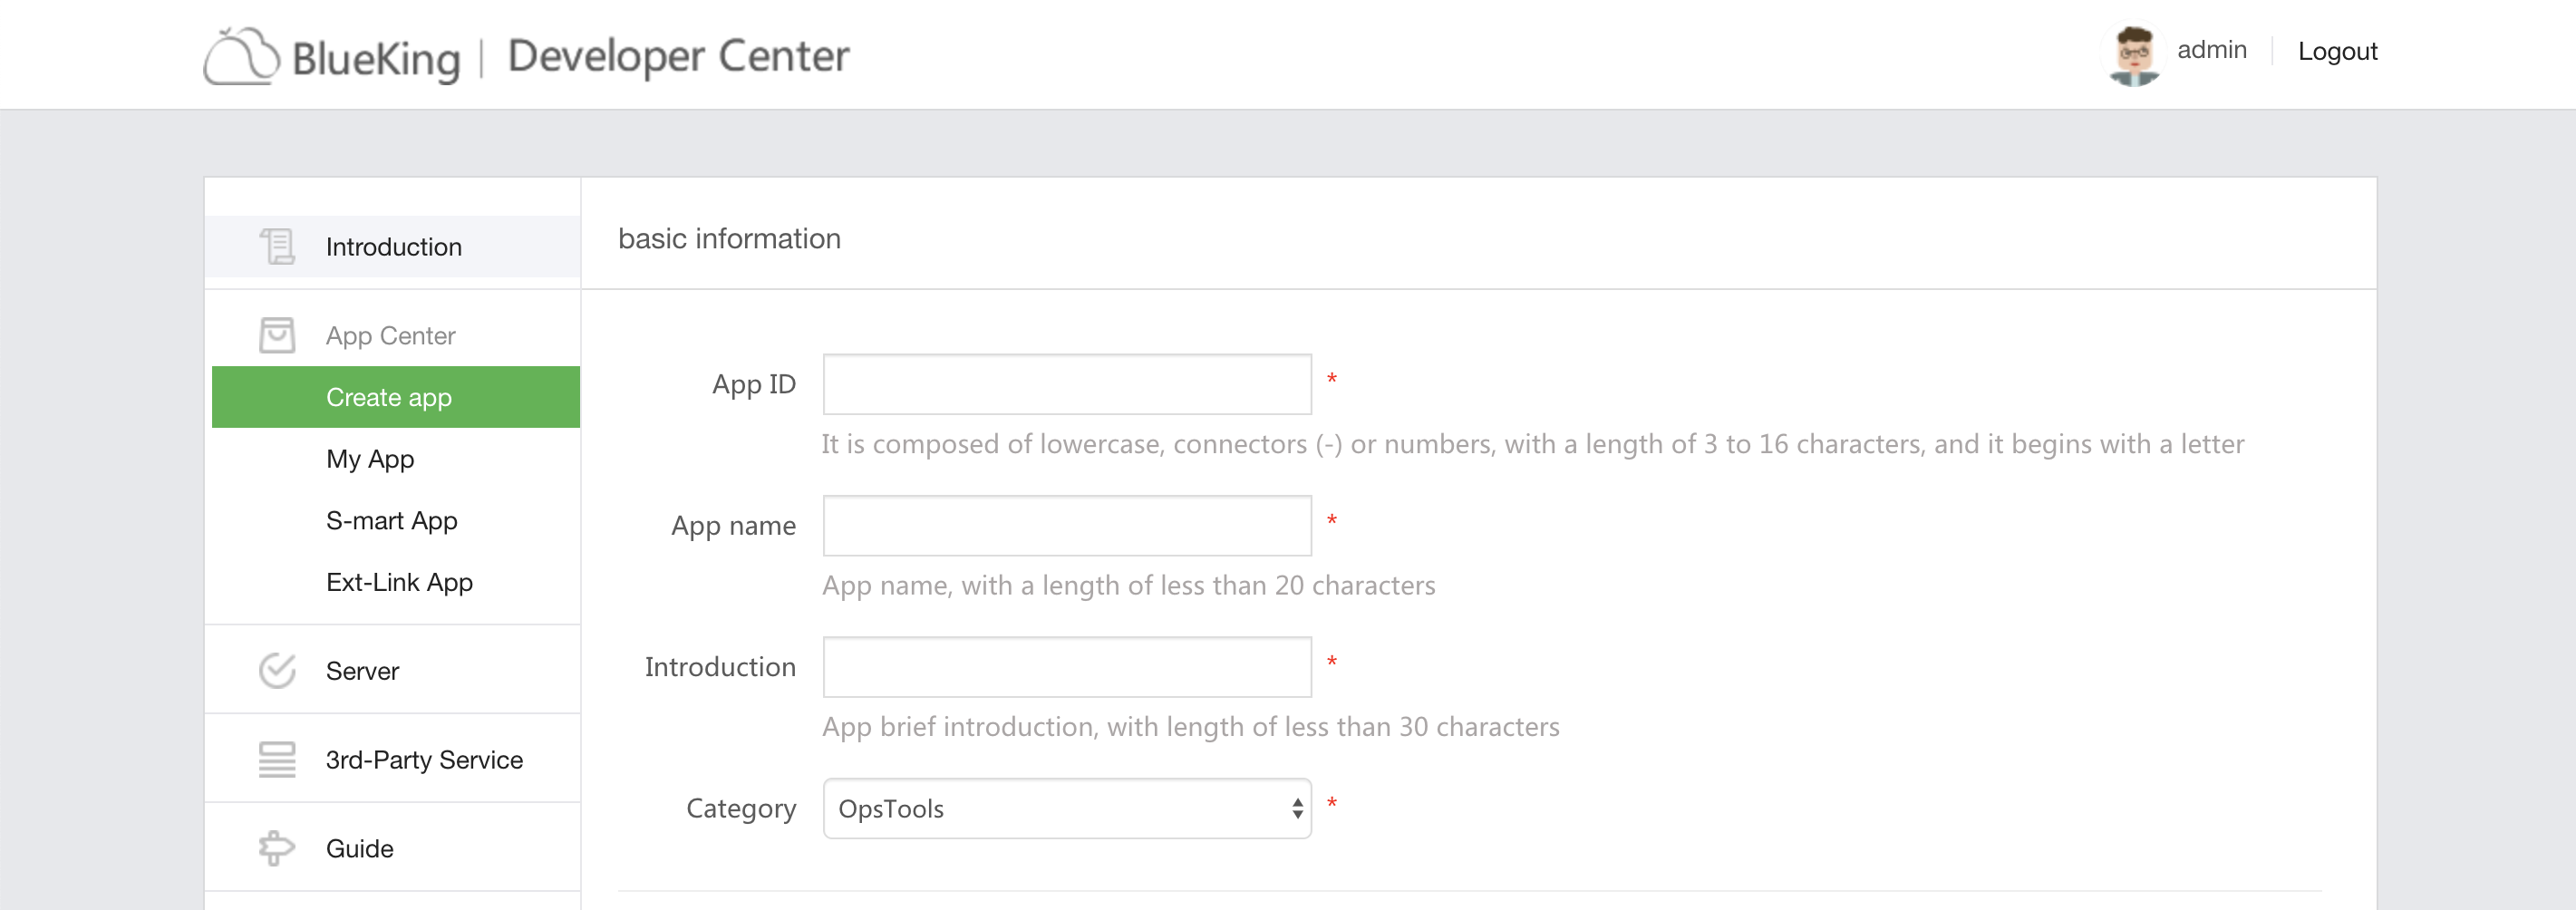 BlueKing | Developer Center
admin
Logout
Introduction
App Center
Create app
My App
S-mart App
Ext-Link App
Server
3rd-Party Service
Guide
basic information
App ID *
It is composed of lowercase, connectors (-) or numbers, with a length of 3 to 16 characters, and it begins with a letter
App name *
App name, with a length of less than 20 characters
Introduction *
App brief introduction, with length of less than 30 characters
Category OpsTools *